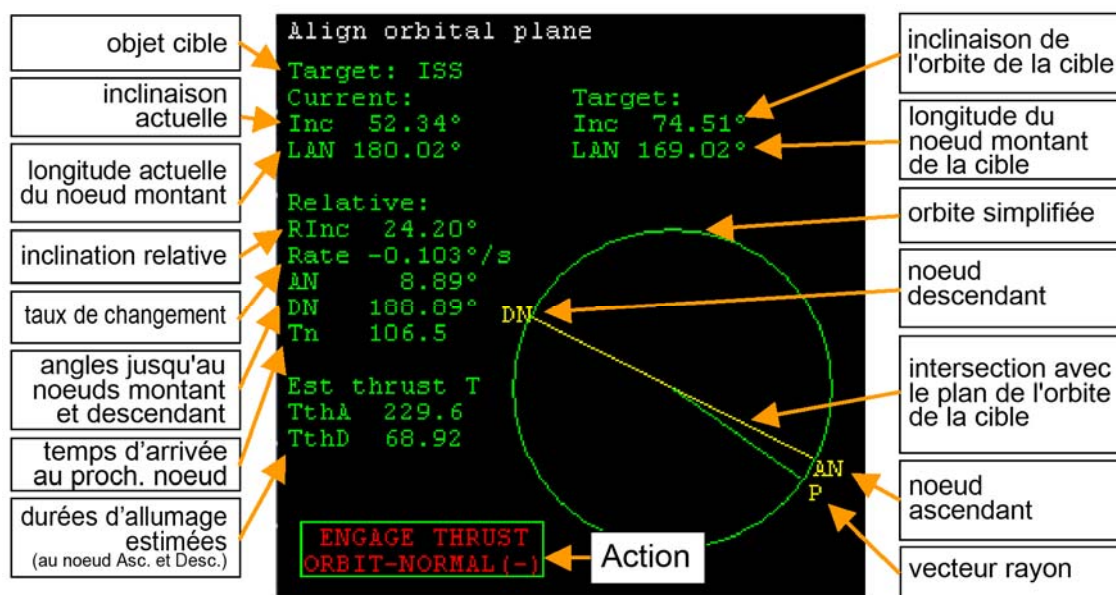 objet cible
inclinaison
actuelle
longitude actuelle
du noeud montant
inclination relative
taux de changement
angles jusqu'au
noeuds montant
et descendant
temps d'arrivée
au proch. noeud
durées d'allumage
estimées
(au noeud Asc. et Desc.)
Align orbital plane
Target: ISS
Current: Target:
Inc 52.34° Inc 74.51°
LAN 180.02° LAN 169.02°
Relative:
RInc 24.20°
Rate -0.103°/s
AN 8.89°
DN 188.89°
Tn 106.5
Est thrust T
TthA 229.6
TthD 68.92
DN
AN
P
ENGAGE THRUST
ORBIT-NORMAL(-)
Action
inclinaison de
l'orbite de la cible
longitude du
noeud montant
de la cible
orbite simplifiée
noeud
descendant
intersection avec
le plan de l'orbite
de la cible
noeud
ascendant
vecteur rayon